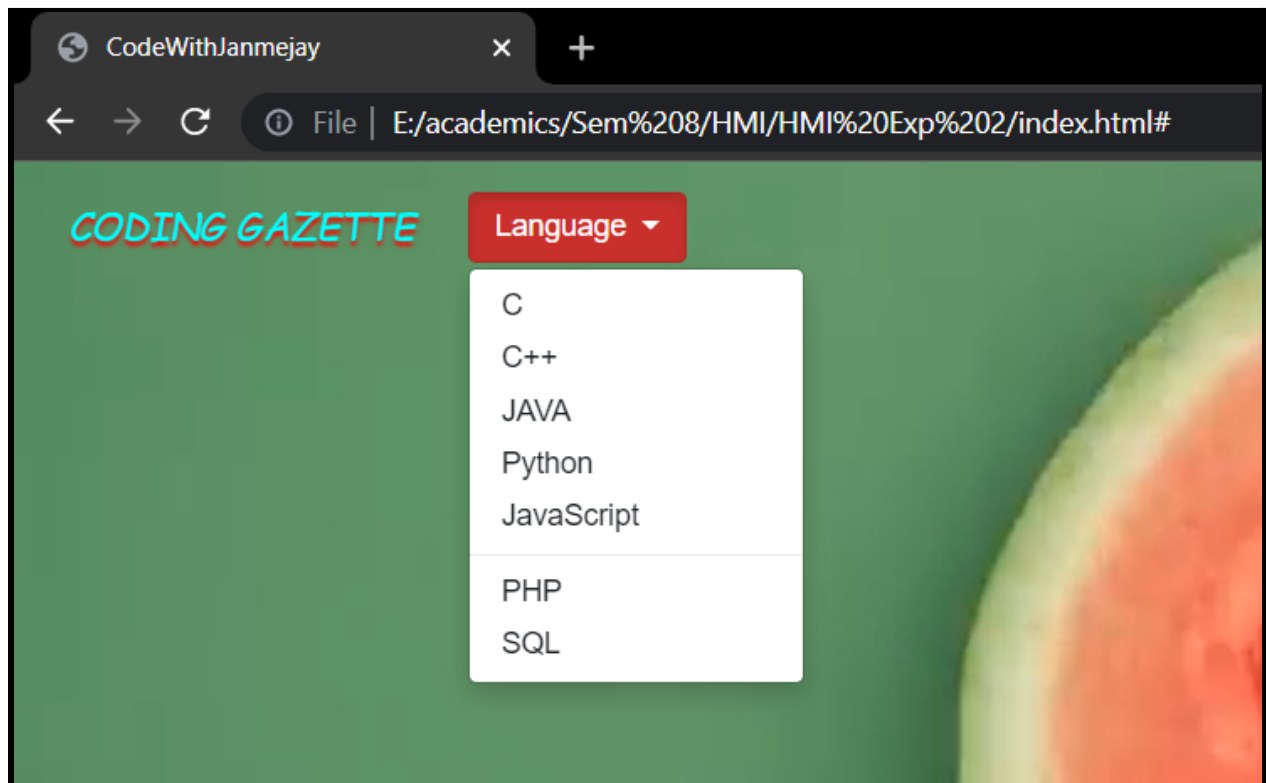 CodeWithJanmejay
File | E:/academics/Sem%208/HMI/HMI%20Exp%202/index.html#
CODING GAZETTE Language
C
C++
JAVA
Python
JavaScript
PHP
SQL